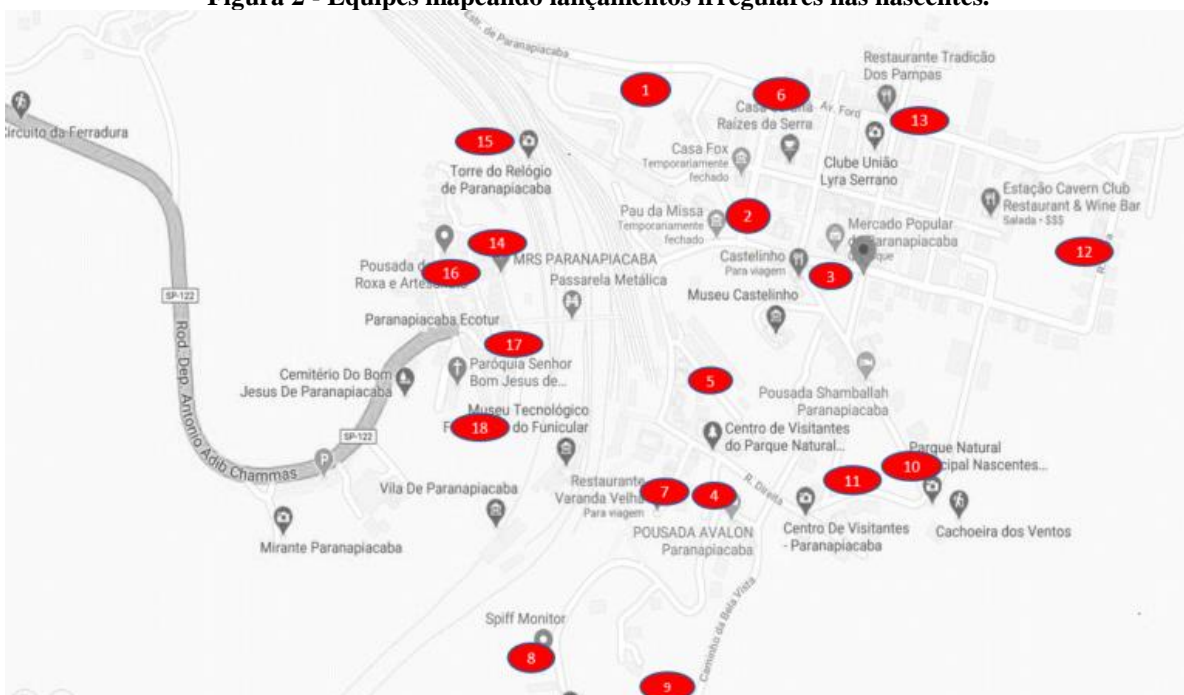 Figura 2 - Equipes mapeando lançamentos irregulares nas nascentes.
Estr. de Paranapiacaba
Restaurante Tradição
Dos Pampas
1
6
Av. Ford
13
Circuito da Ferradura
15
Torre do Relógio
de Paranapiacaba
Casa
Raízes da Serra
Clube União
Lyra Serrano
Casa Fox
Temporariamente
fechado
Estação Cavern Club
Restaurant & Wine Bar
Salada • $$$
Pau da Missa
Temporariamente
fechado
2
Mercado Popular
Paranapiacaba
12
14
MRS PARANAPIACABA
Castelinho
Para viagem
3
Pousada
Roxa e
16
Passarela Metálica
Museu Castelinho
SP-122
Rod. Dep. Antonio Adib Chammas
Paranapiacaba Ecotur
17
Paróquia Senhor
Bom Jesus de...
Cemitério Do Bom
Jesus De Paranapiacaba
5
Pousada Shamballah
Paranapiacaba
Museu Tecnológico
do Funicular
18
SP-122
P
Centro de Visitantes
do Parque Natural...
Parque Natural
Nascentes...
10
11
Vila De Paranapiacaba
Restaurante
Varanda Velha
Para viagem
7
4
R. Direita
POUSADA AVALON
Paranapiacaba
Centro De Visitantes
- Paranapiacaba
Cachoeira dos Ventos
Mirante Paranapiacaba
Caminho da Bela Vista
Spiff Monitor
8
9